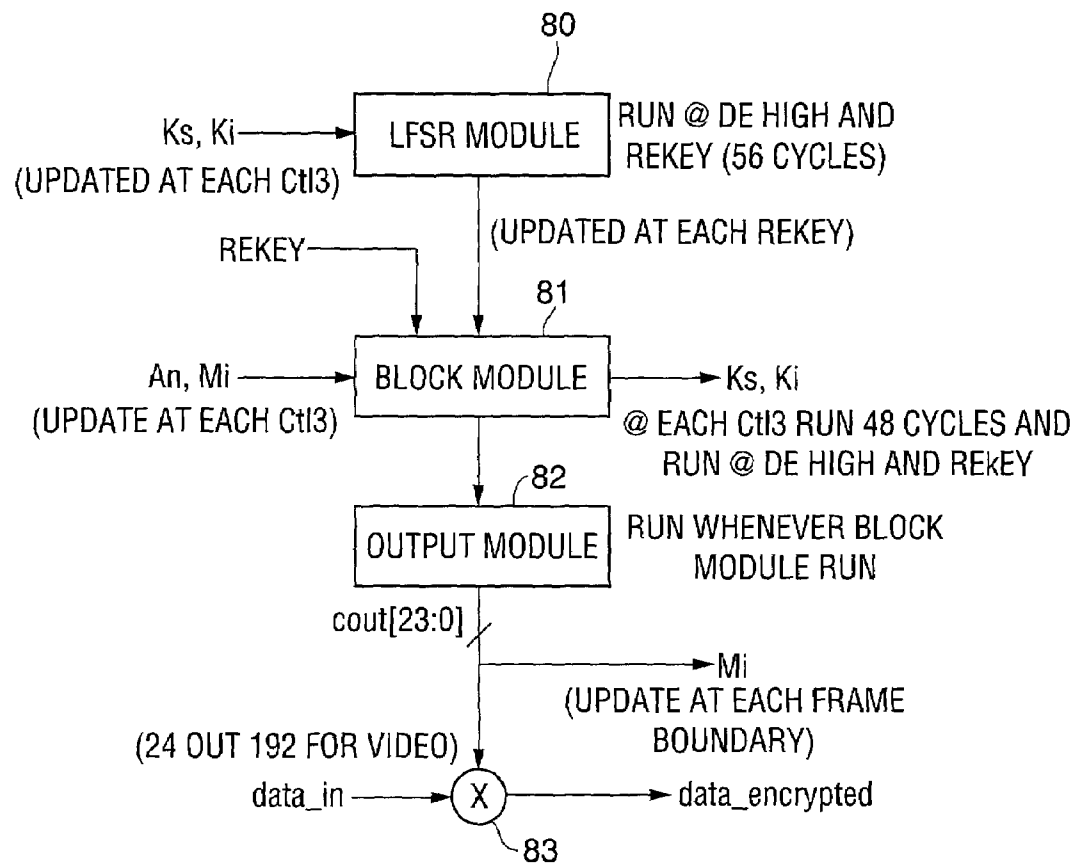 80
LFSR MODULE
RUN @ DE HIGH AND
REKEY (56 CYCLES)
Ks, Ki
(UPDATED AT EACH Ctl3)
(UPDATED AT EACH REKEY)
REKEY
81
An, Mi
(UPDATE AT EACH Ctl3)
BLOCK MODULE
Ks, Ki
@ EACH Ctl3 RUN 48 CYCLES AND
RUN @ DE HIGH AND REkEY
82
OUTPUT MODULE
RUN WHENEVER BLOCK
MODULE RUN
cout[23:0]
Mi
(UPDATE AT EACH FRAME
BOUNDARY)
(24 OUT 192 FOR VIDEO)
data_in
X
data_encrypted
83